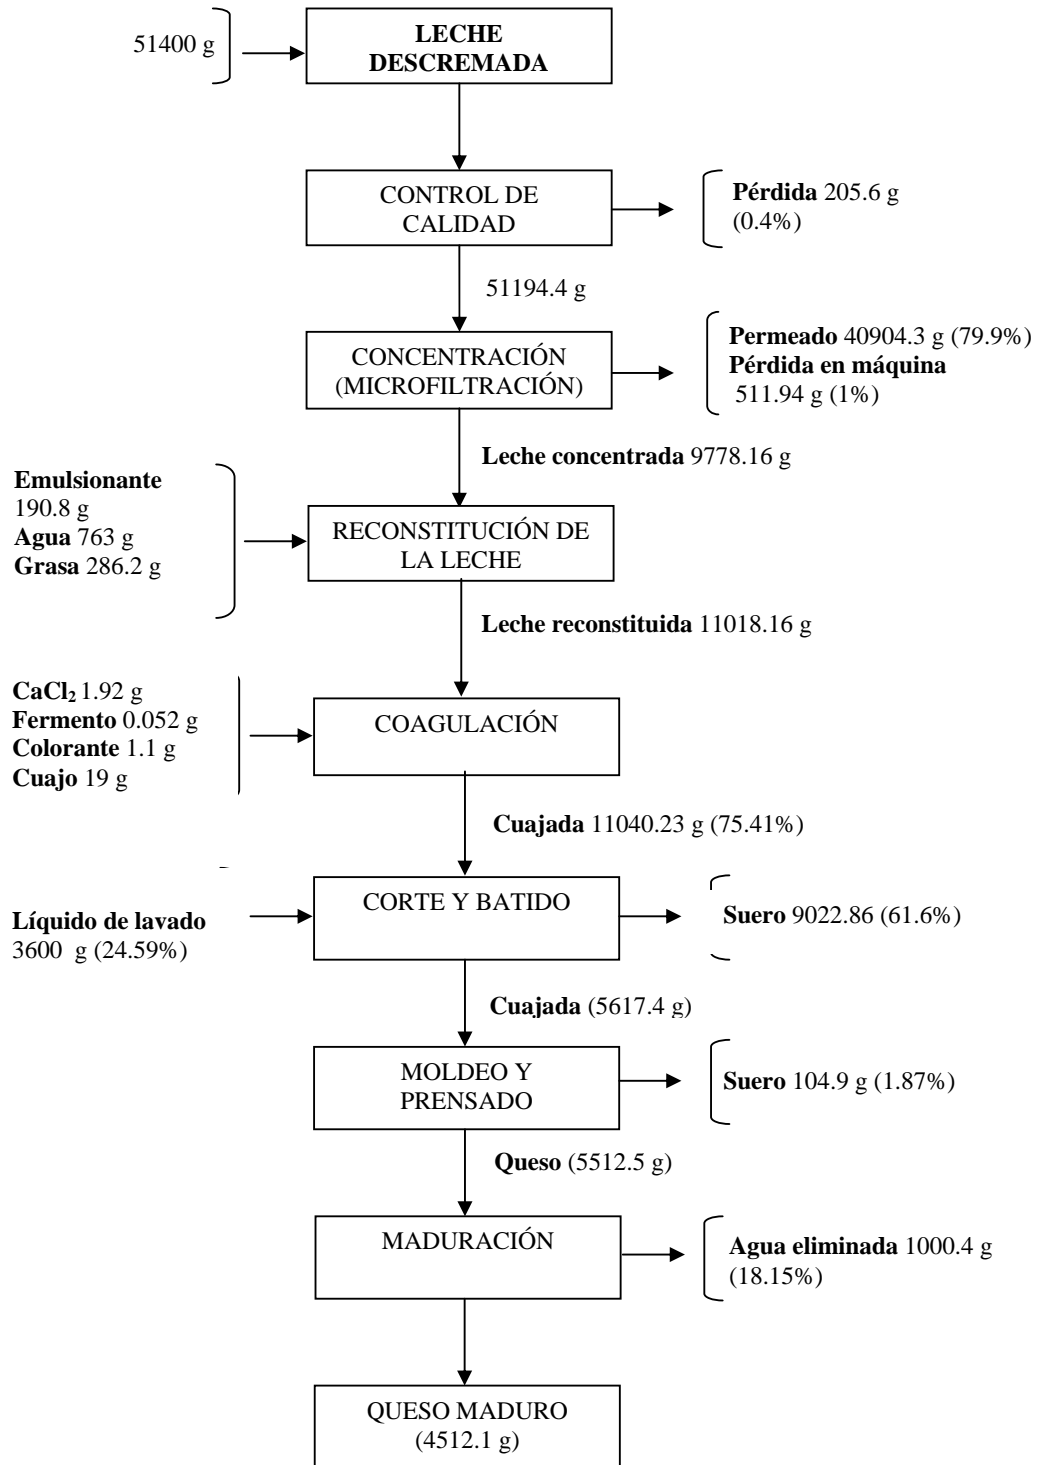 51400 g
LECHE
DESCREMADA
CONTROL DE
CALIDAD
Pérdida 205.6 g
(0.4%)
51194.4 g
CONCENTRACIÓN
(MICROFILTRACIÓN)
Permeado 40904.3 g (79.9%)
Pérdida en máquina
511.94 g (1%)
Leche concentrada 9778.16 g
Emulsionante
190.8 g
Agua 763 g
Grasa 286.2 g
RECONSTITUCIÓN DE
LA LECHE
Leche reconstituida 11018.16 g
CaCl₂ 1.92 g
Fermento 0.052 g
Colorante 1.1 g
Cuajo 19 g
COAGULACIÓN
Cuajada 11040.23 g (75.41%)
Líquido de lavado
3600 g (24.59%)
CORTE Y BATIDO
Suero 9022.86 (61.6%)
Cuajada (5617.4 g)
MOLDEO Y
PRENSADO
Suero 104.9 g (1.87%)
Queso (5512.5 g)
MADURACIÓN
Agua eliminada 1000.4 g
(18.15%)
QUESO MADURO
(4512.1 g)